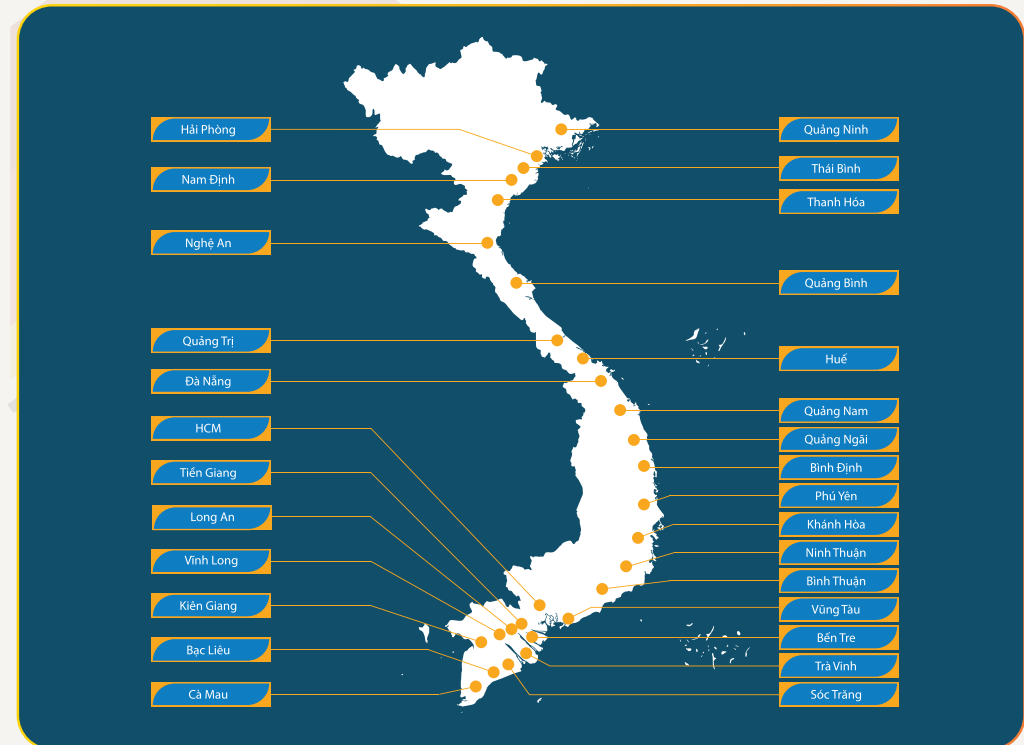 Hải Phòng
Nam Định
Nghệ An
Quảng Trị
Đà Nẵng
HCM
Tiền Giang
Long An
Vĩnh Long
Kiên Giang
Bạc Liêu
Cà Mau
Quảng Ninh
Thái Bình
Thanh Hóa
Quảng Bình
Huế
Quảng Nam
Quảng Ngãi
Bình Định
Phú Yên
Khánh Hòa
Ninh Thuận
Bình Thuận
Vũng Tàu
Bến Tre
Trà Vinh
Sóc Trăng